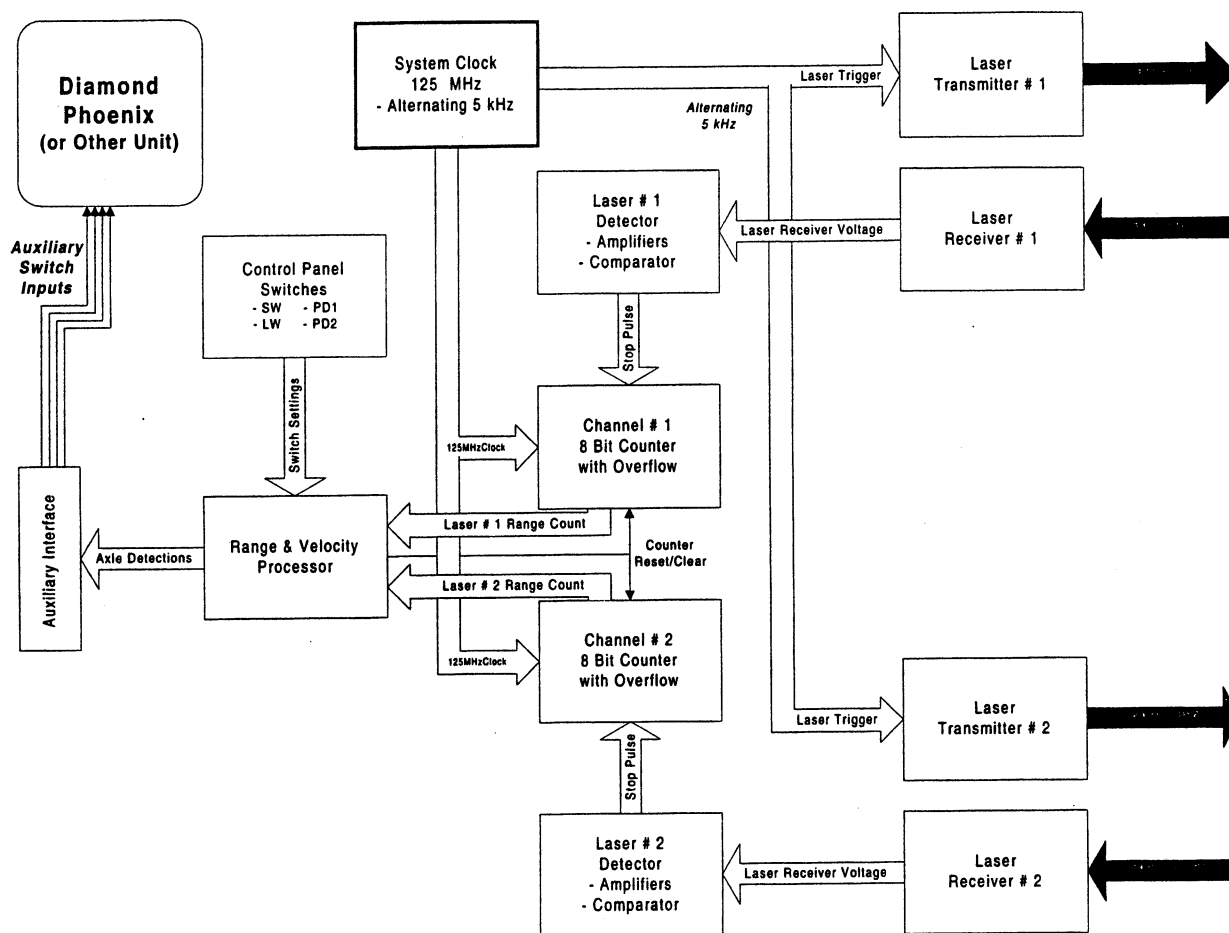 Diamond
Phoenix
(or Other Unit)
System Clock
125 MHz
- Alternating 5 kHz
Laser Trigger
Laser
Transmitter # 1
Alternating
5 kHz
Laser # 1
Detector
- Amplifiers
- Comparator
Laser Receiver Voltage
Laser
Receiver # 1
Auxiliary
Switch
Inputs
Control Panel
Switches
- SW - PD1
- LW - PD2
Stop Pulse
Switch Settings
125MHzClock
Channel # 1
8 Bit Counter
with Overflow
Laser # 1 Range Count
Auxiliary Interface
Axle Detections
Range & Velocity
Processor
Counter
Reset/Clear
Laser # 2 Range Count
125MHzClock
Channel # 2
8 Bit Counter
with Overflow
Laser Trigger
Laser
Transmitter # 2
Stop Pulse
Laser # 2
Detector
- Amplifiers
- Comparator
Laser Receiver Voltage
Laser
Receiver # 2